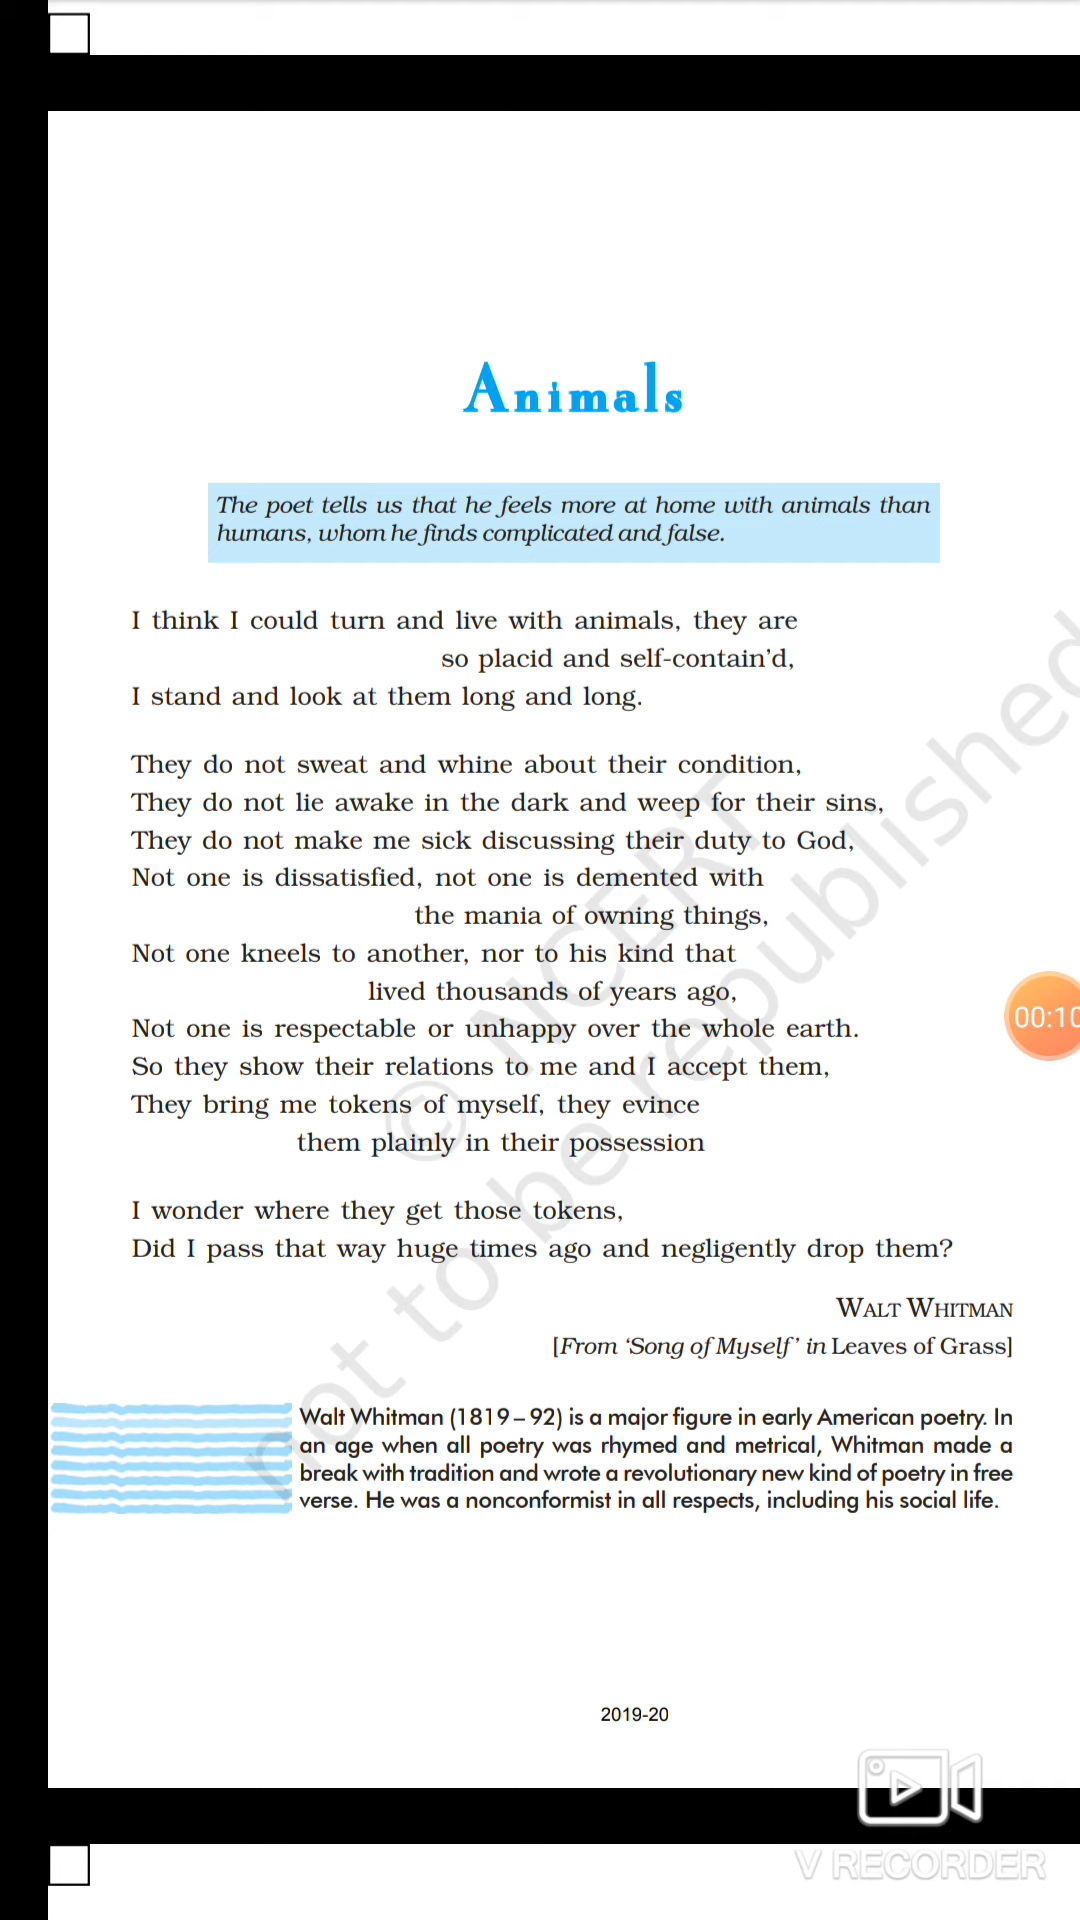 Animals
The poet tells us that he feels more at home with animals than
humans, whom he finds complicated and false.
I think I could turn and live with animals, they are
so placid and self-contain’d,
I stand and look at them long and long.
They do not sweat and whine about their condition,
They do not lie awake in the dark and weep for their sins,
They do not make me sick discussing their duty to God,
Not one is dissatisfied, not one is demented with
the mania of owning things,
Not one kneels to another, nor to his kind that
lived thousands of years ago,
Not one is respectable or unhappy over the whole earth.
So they show their relations to me and I accept them,
They bring me tokens of myself, they evince
them plainly in their possession
I wonder where they get those tokens,
Did I pass that way huge times ago and negligently drop them?
WALT WHITMAN
[From ‘Song of Myself’ in Leaves of Grass]
Walt Whitman (1819 – 92) is a major figure in early American poetry. In
an age when all poetry was rhymed and metrical, Whitman made a
break with tradition and wrote a revolutionary new kind of poetry in free
verse. He was a nonconformist in all respects, including his social life.
2019-20
© NCERT
not to be republished
00:10
V RECORDER